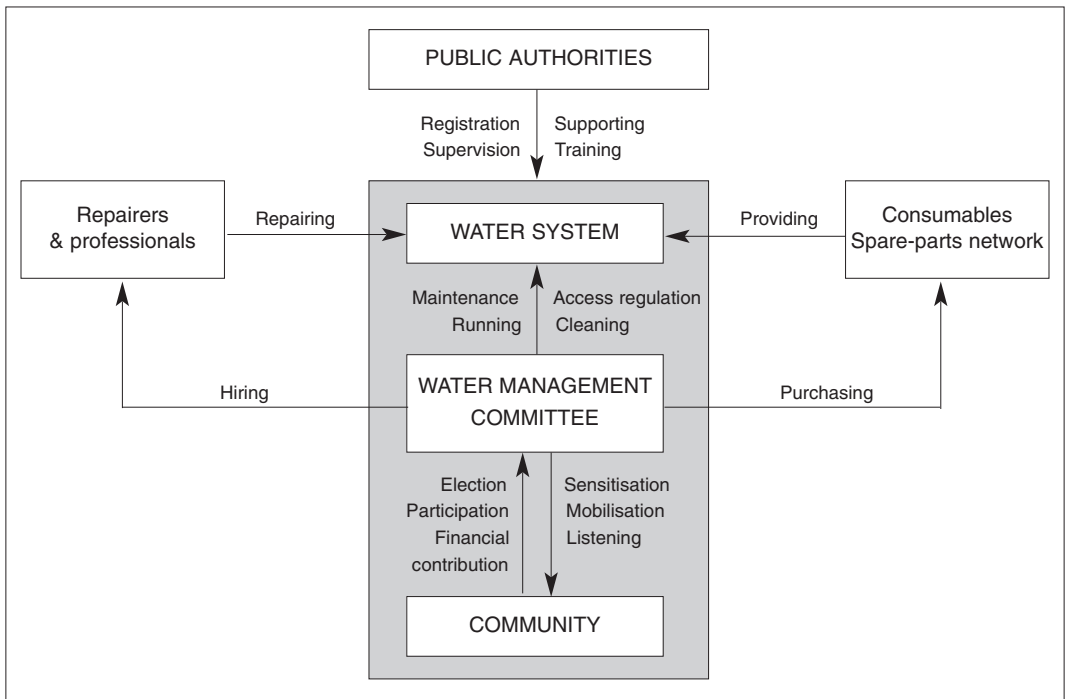 PUBLIC AUTHORITIES
Registration
Supervision
Supporting
Training
Repairers
& professionals
Repairing
WATER SYSTEM
Providing
Consumables
Spare-parts network
Maintenance
Running
Access regulation
Cleaning
Hiring
WATER MANAGEMENT
COMMITTEE
Purchasing
Election
Participation
Financial
contribution
Sensitisation
Mobilisation
Listening
COMMUNITY